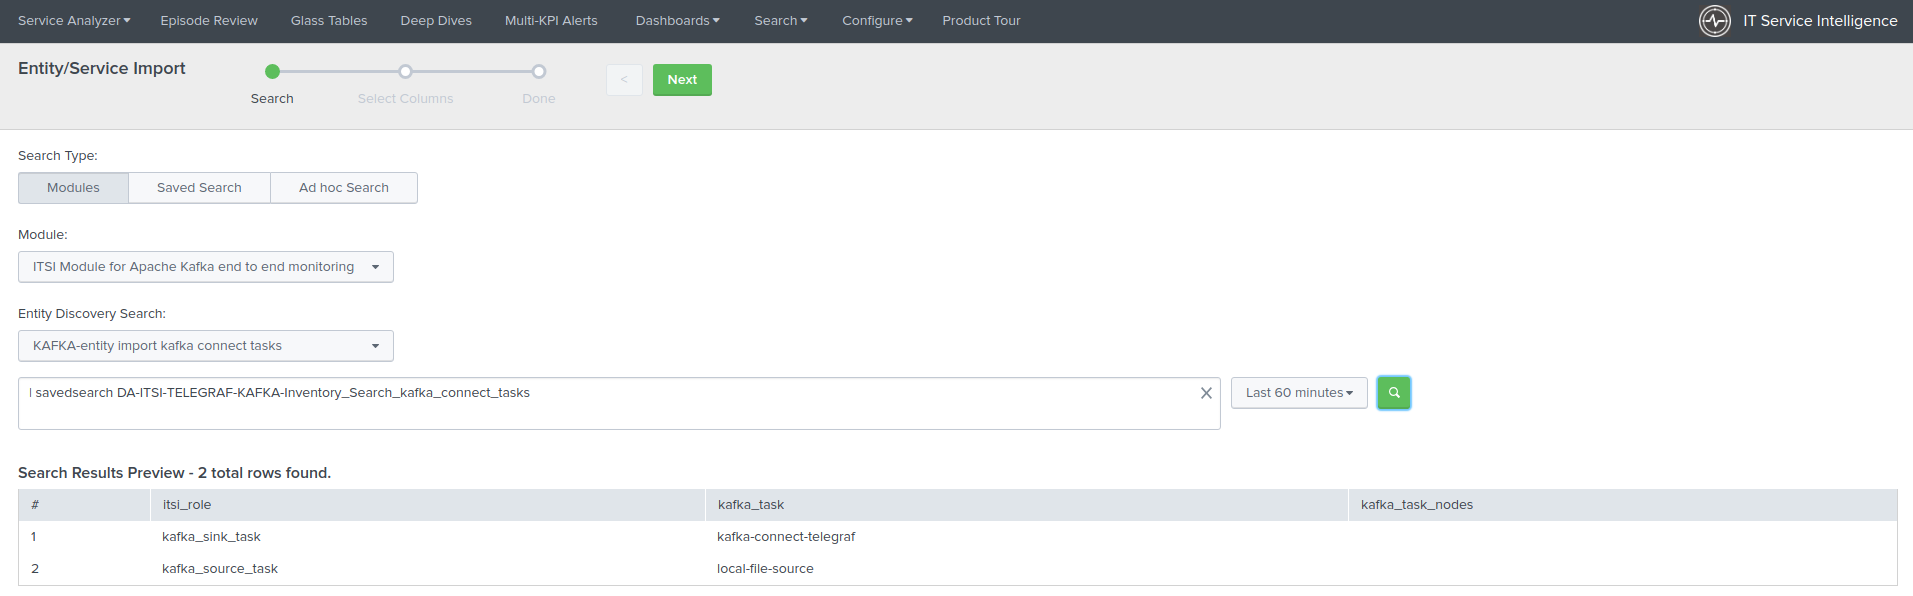 Service Analyzer Episode Review Glass Tables Deep Dives Multi-KPI Alerts Dashboards Search Configure Product Tour IT Service Intelligence
Entity/Service Import
< Next
Search Select Columns Done
Search Type:
Modules Saved Search Ad hoc Search
Module:
ITSI Module for Apache Kafka end to end monitoring
Entity Discovery Search:
KAFKA-entity import kafka connect tasks
| savedsearch DA-ITSI-TELEGRAF-KAFKA-Inventory_Search_kafka_connect_tasks Last 60 minutes
Search Results Preview - 2 total rows found.
# itsi_role kafka_task kafka_task_nodes
1 kafka_sink_task kafka-connect-telegraf
2 kafka_source_task local-file-source